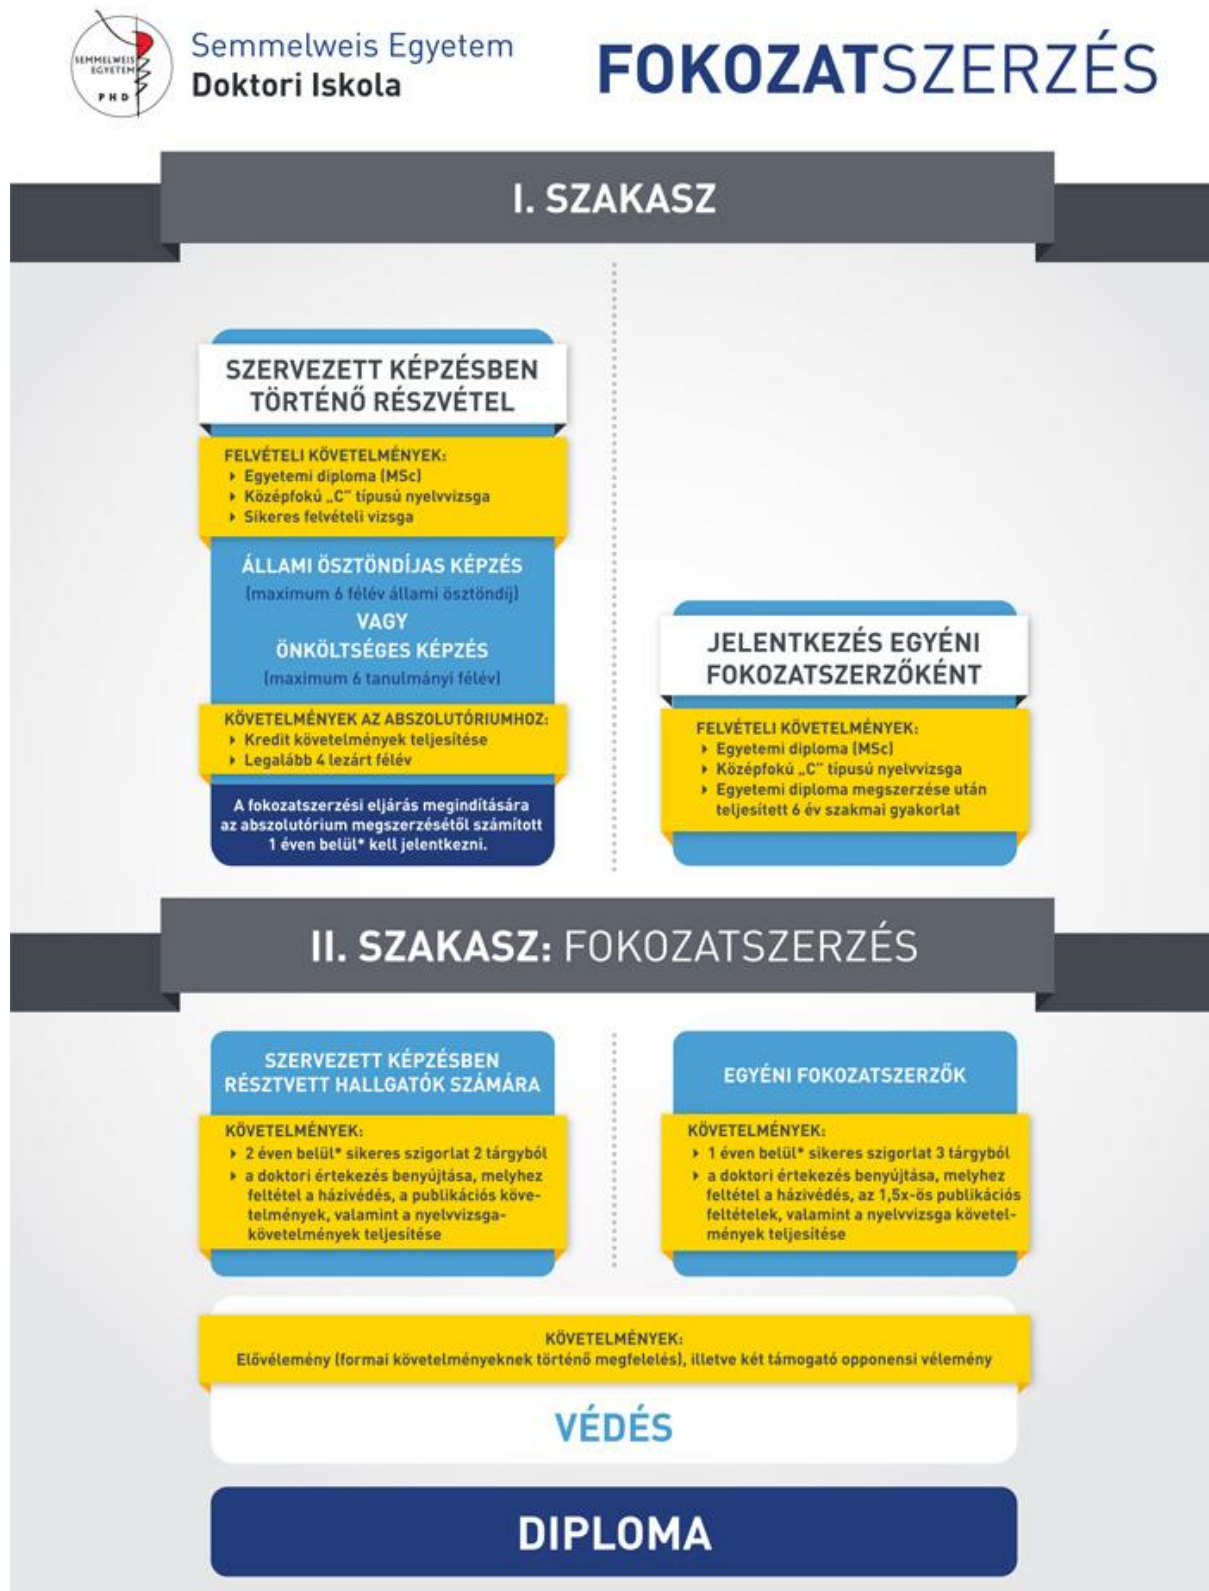 SEMMELWEIS
EGYETEM
PHD
Semmelweis Egyetem
Doktori Iskola
FOKOZATSZERZÉS
I. SZAKASZ
SZERVEZETT KÉPZÉSBEN
TÖRTÉNŐ RÉSZVÉTEL
FELVÉTELI KÖVETELMÉNYEK:
Egyetemi diploma (MSc)
Középfokú „C” típusú nyelvvizsga
Sikeres felvételi vizsga
ÁLLAMI ÖSZTÖNDÍJAS KÉPZÉS
(maximum 6 félév állami ösztöndíj)
VAGY
ÖNKÖLTSÉGES KÉPZÉS
(maximum 6 tanulmányi félév)
KÖVETELMÉNYEK AZ ABSZOLUTÓRIUMHOZ:
Kredit követelmények teljesítése
Legalább 4 lezárt félév
A fokozatszerzési eljárás megindítására
az abszolutórium megszerzésétől számított
1 éven belül* kell jelentkezni.
JELENTKEZÉS EGYÉNI
FOKOZATSZERZŐKÉNT
FELVÉTELI KÖVETELMÉNYEK:
Egyetemi diploma (MSc)
Középfokú „C” típusú nyelvvizsga
Egyetemi diploma megszerzése után
teljesített 6 év szakmai gyakorlat
II. SZAKASZ: FOKOZATSZERZÉS
SZERVEZETT KÉPZÉSBEN
RÉSZTVETT HALLGATÓK SZÁMÁRA
KÖVETELMÉNYEK:
2 éven belül* sikeres szigorlat 2 tárgyból
a doktori értekezés benyújtása, melyhez
feltétel a házivédés, a publikációs köve-
telmények, valamint a nyelvvizsga-
követelmények teljesítése
EGYÉNI FOKOZATSZERZŐK
KÖVETELMÉNYEK:
1 éven belül* sikeres szigorlat 3 tárgyból
a doktori értekezés benyújtása, melyhez
feltétel a házivédés, az 1,5x-ös publikációs
feltételek, valamint a nyelvvizsga követel-
mények teljesítése
KÖVETELMÉNYEK:
Elővélemény (formai követelményeknek történő megfelelés), illetve két támogató opponensi vélemény
VÉDÉS
DIPLOMA